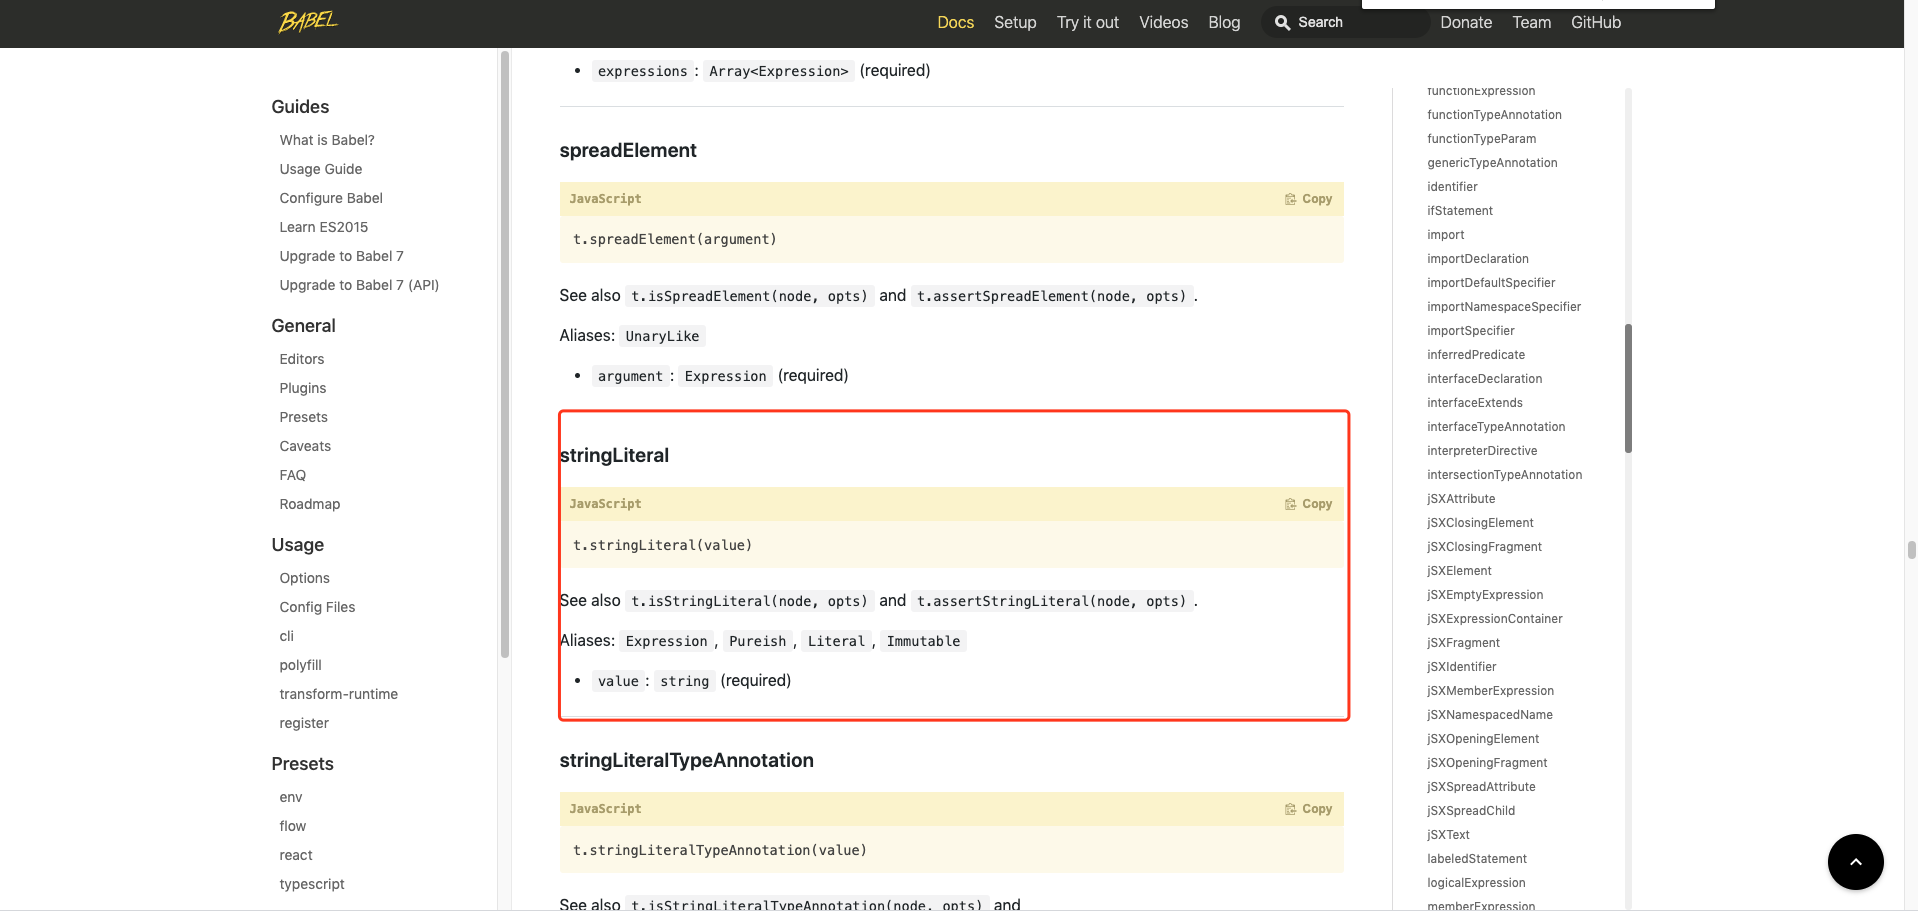 BABEL
Docs Setup Try it out Videos Blog Search Donate Team GitHub
Guides
What is Babel?
Usage Guide
Configure Babel
Learn ES2015
Upgrade to Babel 7
Upgrade to Babel 7 (API)
General
Editors
Plugins
Presets
Caveats
FAQ
Roadmap
Usage
Options
Config Files
cli
polyfill
transform-runtime
register
Presets
env
flow
react
typescript
• expressions: Array<Expression> (required)
spreadElement
JavaScript Copy
t.spreadElement(argument)
See also t.isSpreadElement(node, opts) and t.assertSpreadElement(node, opts).
Aliases: UnaryLike
• argument: Expression (required)
stringLiteral
JavaScript Copy
t.stringLiteral(value)
See also t.isStringLiteral(node, opts) and t.assertStringLiteral(node, opts).
Aliases: Expression, Pureish, Literal, Immutable
• value: string (required)
stringLiteralTypeAnnotation
JavaScript Copy
t.stringLiteralTypeAnnotation(value)
See also t.isStringLiteralTypeAnnotation(node, opts) and
functionExpression
functionTypeAnnotation
functionTypeParam
genericTypeAnnotation
identifier
ifStatement
import
importDeclaration
importDefaultSpecifier
importNamespaceSpecifier
importSpecifier
inferredPredicate
interfaceDeclaration
interfaceExtends
interfaceTypeAnnotation
interpreterDirective
intersectionTypeAnnotation
jSXAttribute
jSXClosingElement
jSXClosingFragment
jSXElement
jSXEmptyExpression
jSXExpressionContainer
jSXFragment
jSXIdentifier
jSXMemberExpression
jSXNamespacedName
jSXOpeningElement
jSXOpeningFragment
jSXSpreadAttribute
jSXSpreadChild
jSXText
labeledStatement
logicalExpression
memberExpression